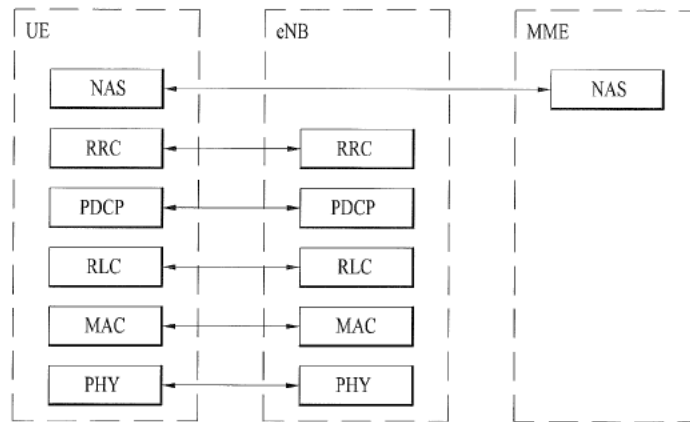 UE eNB MME
NAS NAS
RRC RRC
PDCP PDCP
RLC RLC
MAC MAC
PHY PHY